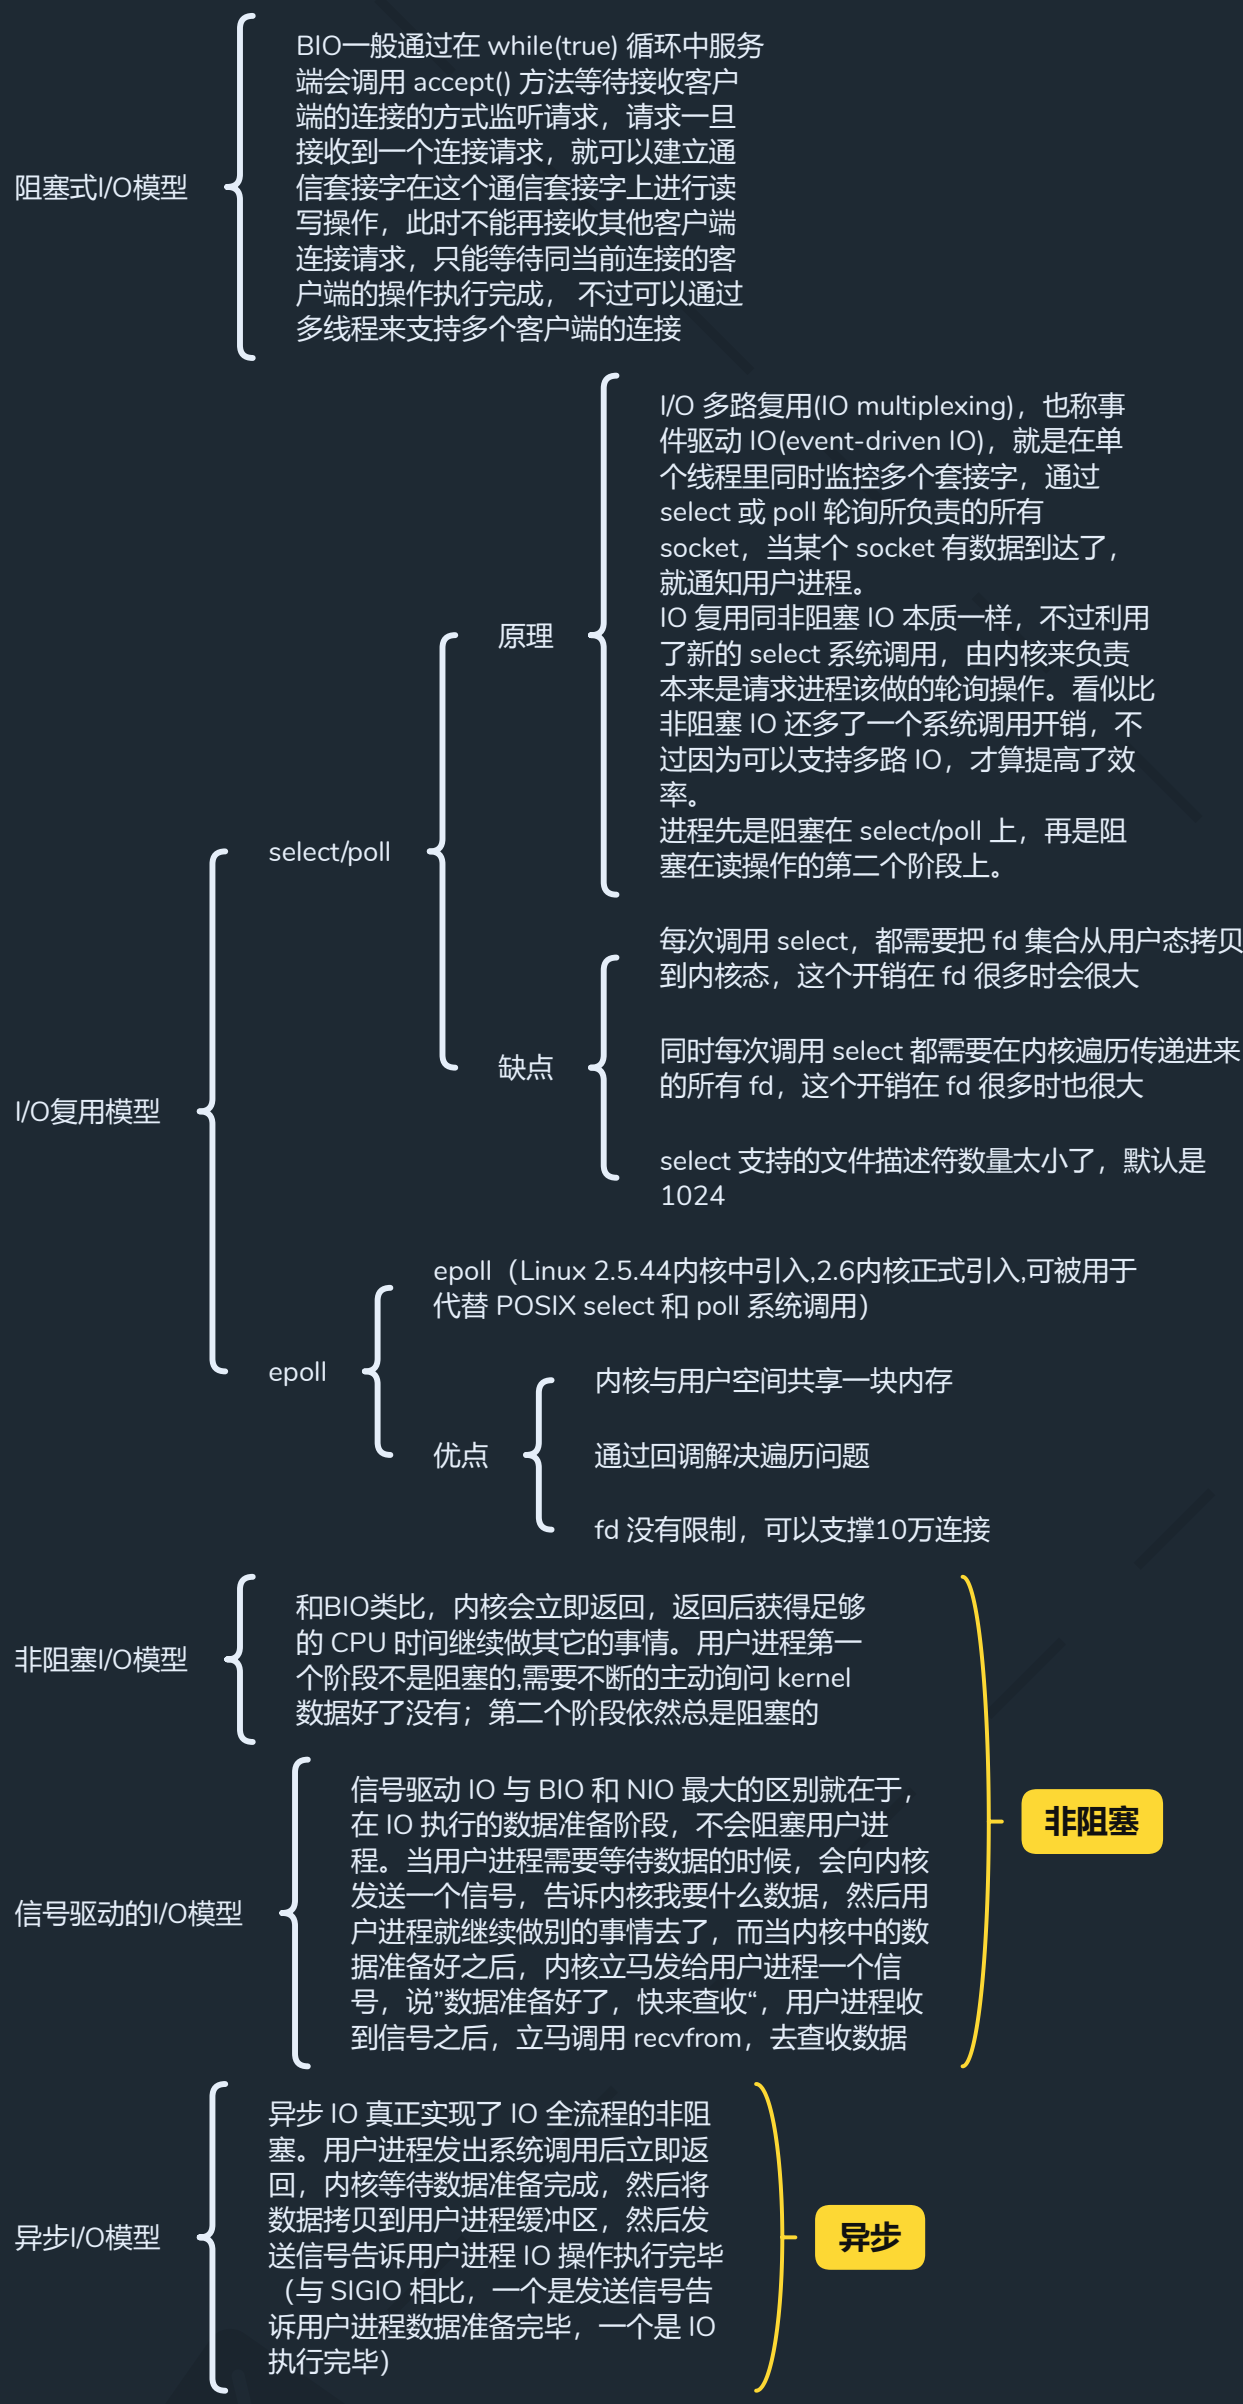 阻塞式I/O模型
BIO一般通过在 while(true) 循环中服务
端会调用 accept() 方法等待接收客户
端的连接的方式监听请求，请求一旦
接收到一个连接请求，就可以建立通
信套接字在这个通信套接字上进行读
写操作，此时不能再接收其他客户端
连接请求，只能等待同当前连接的客
户端的操作执行完成， 不过可以通过
多线程来支持多个客户端的连接
I/O复用模型
select/poll
原理
I/O 多路复用(IO multiplexing)，也称事
件驱动 IO(event-driven IO)，就是在单
个线程里同时监控多个套接字，通过
select 或 poll 轮询所负责的所有
socket，当某个 socket 有数据到达了，
就通知用户进程。
IO 复用同非阻塞 IO 本质一样，不过利用
了新的 select 系统调用，由内核来负责
本来是请求进程该做的轮询操作。看似比
非阻塞 IO 还多了一个系统调用开销，不
过因为可以支持多路 IO，才算提高了效
率。
进程先是阻塞在 select/poll 上，再是阻
塞在读操作的第二个阶段上。
缺点
每次调用 select，都需要把 fd 集合从用户态拷贝
到内核态，这个开销在 fd 很多时会很大
同时每次调用 select 都需要在内核遍历传递进来
的所有 fd，这个开销在 fd 很多时也很大
select 支持的文件描述符数量太小了，默认是
1024
epoll
epoll（Linux 2.5.44内核中引入,2.6内核正式引入,可被用于
代替 POSIX select 和 poll 系统调用）
优点
内核与用户空间共享一块内存
通过回调解决遍历问题
fd 没有限制，可以支撑10万连接
非阻塞I/O模型
和BIO类比，内核会立即返回，返回后获得足够
的 CPU 时间继续做其它的事情。用户进程第一
个阶段不是阻塞的,需要不断的主动询问 kernel
数据好了没有；第二个阶段依然总是阻塞的
信号驱动的I/O模型
信号驱动 IO 与 BIO 和 NIO 最大的区别就在于，
在 IO 执行的数据准备阶段，不会阻塞用户进
程。当用户进程需要等待数据的时候，会向内核
发送一个信号，告诉内核我要什么数据，然后用
户进程就继续做别的事情去了，而当内核中的数
据准备好之后，内核立马发给用户进程一个信
号，说”数据准备好了，快来查收“，用户进程收
到信号之后，立马调用 recvfrom，去查收数据
非阻塞
异步I/O模型
异步 IO 真正实现了 IO 全流程的非阻
塞。用户进程发出系统调用后立即返
回，内核等待数据准备完成，然后将
数据拷贝到用户进程缓冲区，然后发
送信号告诉用户进程 IO 操作执行完毕
（与 SIGIO 相比，一个是发送信号告
诉用户进程数据准备完毕，一个是 IO
执行完毕）
异步